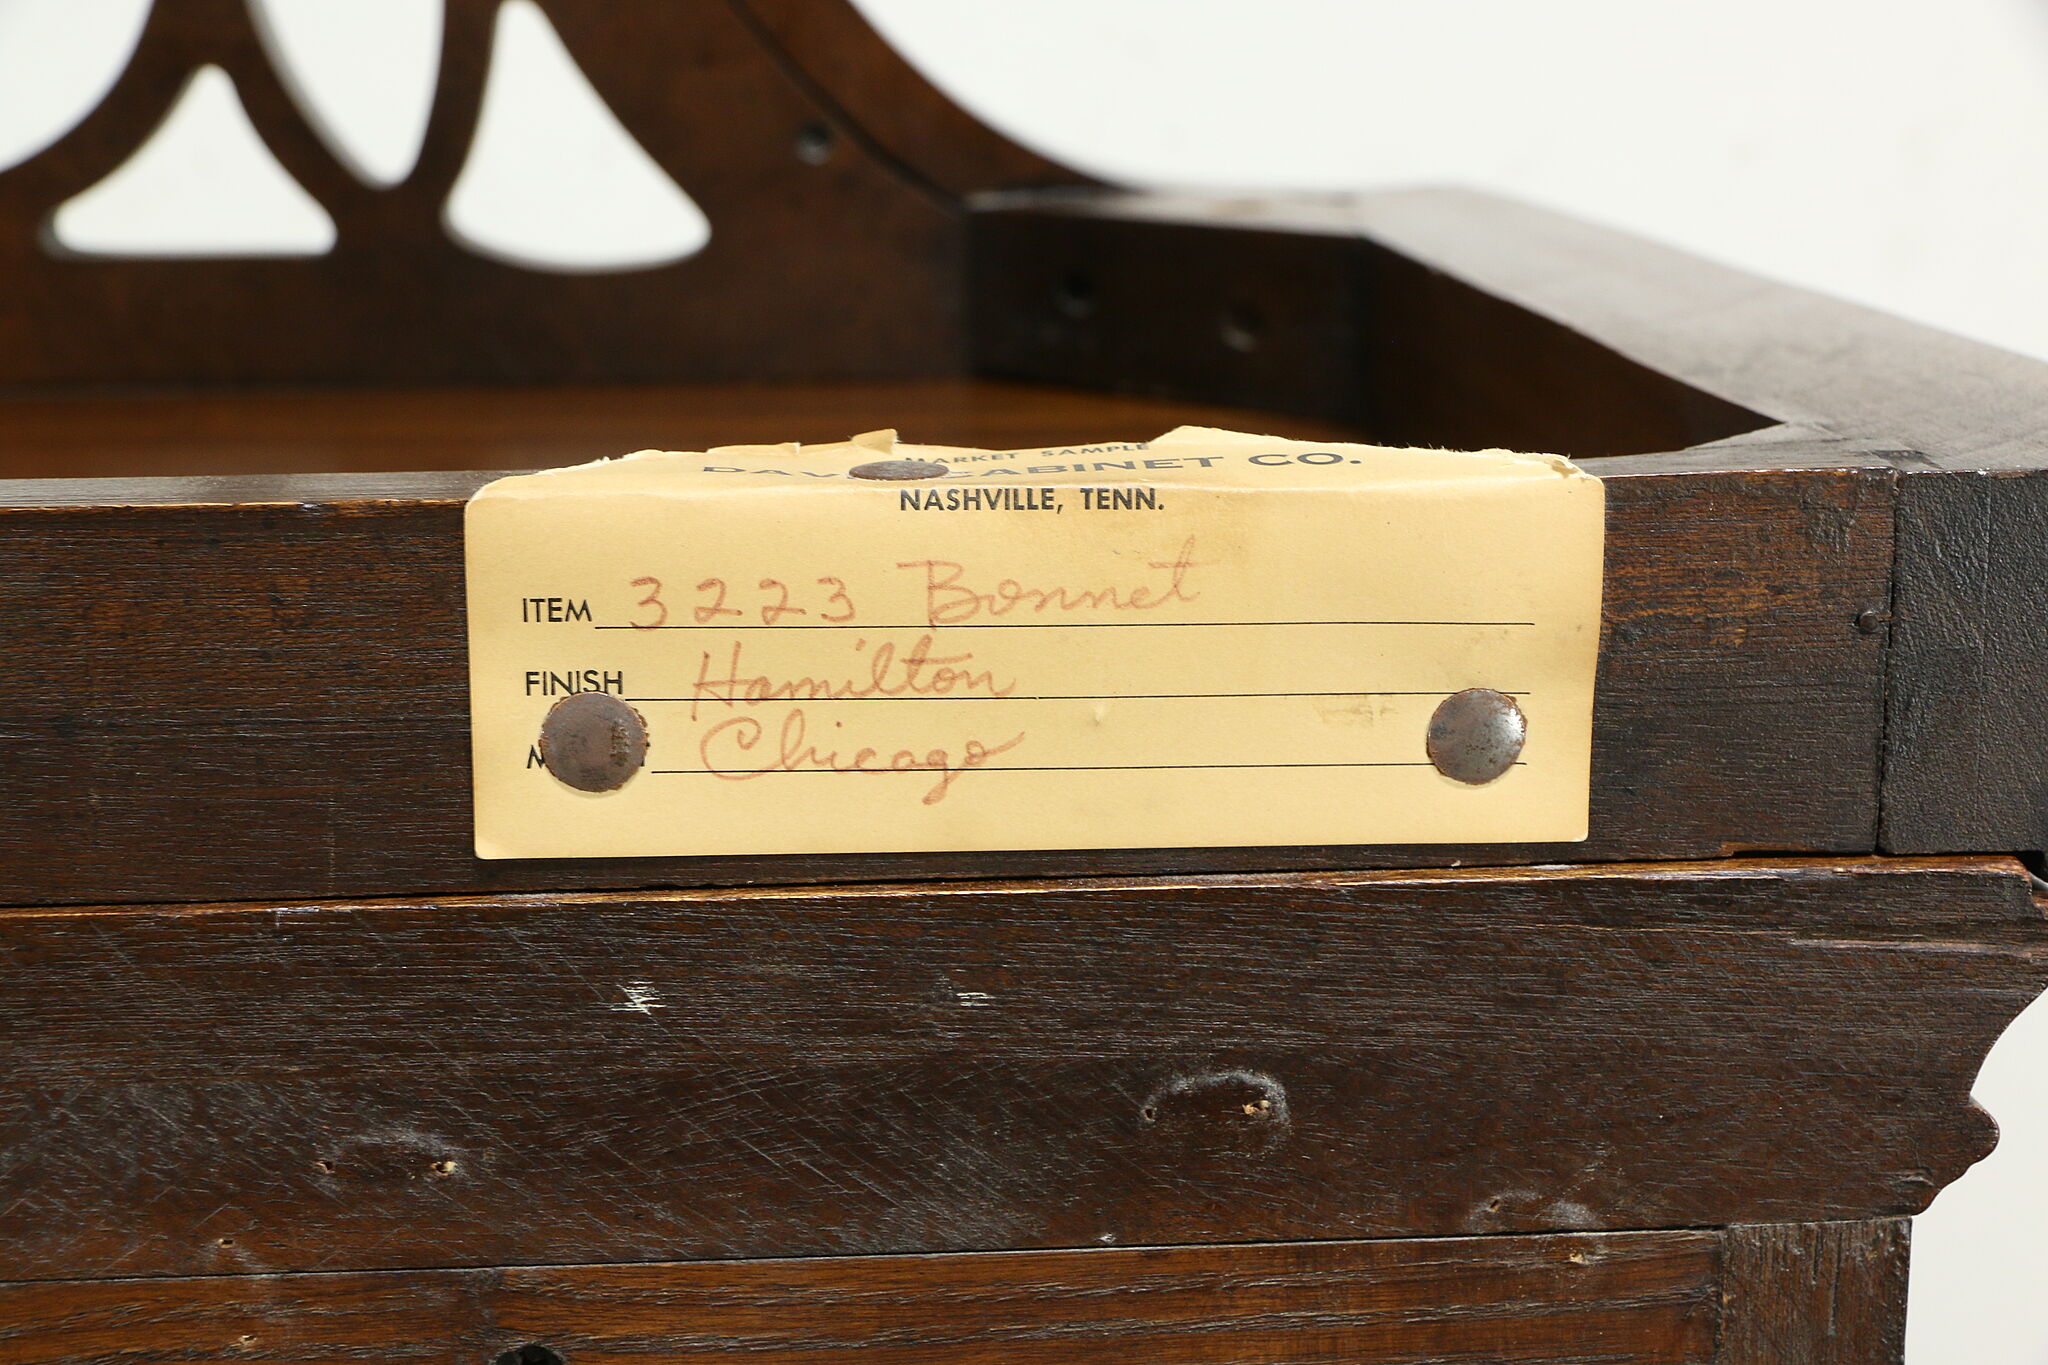 MARKET SAMPLE
CABINET CO.
NASHVILLE, TENN.
ITEM 3223 Bonnet
FINISH Hamilton
Chicago